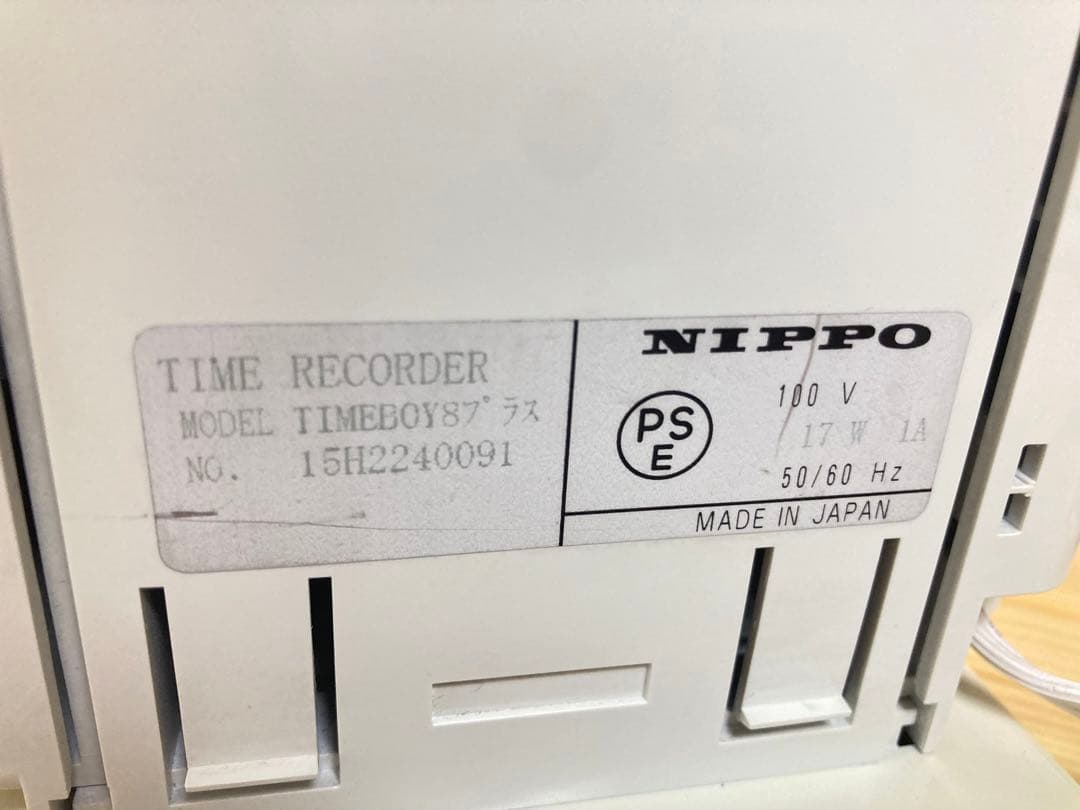 TIME RECORDER
MODEL TIMEBOY8プラス
NO. 15H2240091
NIPPO
PSE
100 V
17 W 1A
50/60 Hz
MADE IN JAPAN